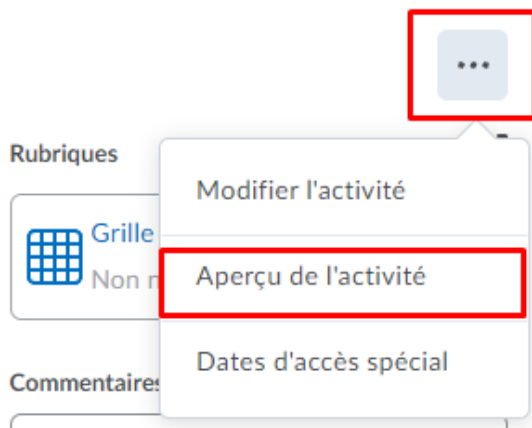 ...
Rubriques
Modifier l'activité
Grille
Non n
Aperçu de l'activité
Dates d'accès spécial
Commentaires